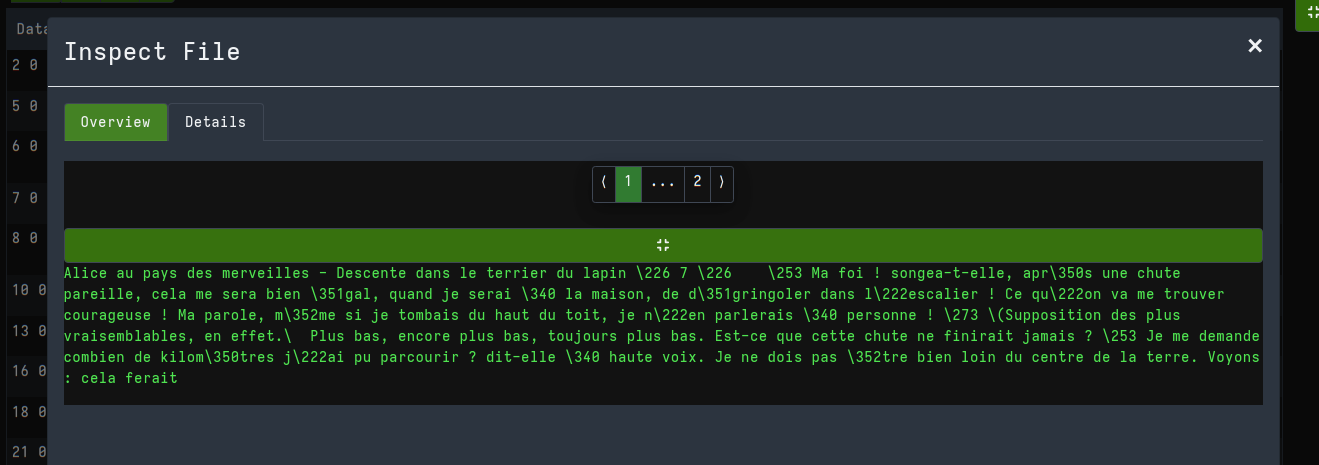 Data
Inspect File
×
2 0
5 0
6 0
7 0
8 0
10 0
13 0
16 0
18 0
21 0
Overview Details
⟨ 1 ... 2 ⟩
Alice au pays des merveilles - Descente dans le terrier du lapin \226 7 \226    \253 Ma foi ! songea-t-elle, apr\350s une chute
pareille, cela me sera bien \351gal, quand je serai \340 la maison, de d\351gringoler dans l\222escalier ! Ce qu\222on va me trouver
courageuse ! Ma parole, m\352me si je tombais du haut du toit, je n\222en parlerais \340 personne ! \273 \(Supposition des plus
vraisemblables, en effet.\  Plus bas, encore plus bas, toujours plus bas. Est-ce que cette chute ne finirait jamais ? \253 Je me demande
combien de kilom\350tres j\222ai pu parcourir ? dit-elle \340 haute voix. Je ne dois pas \352tre bien loin du centre de la terre. Voyons
: cela ferait